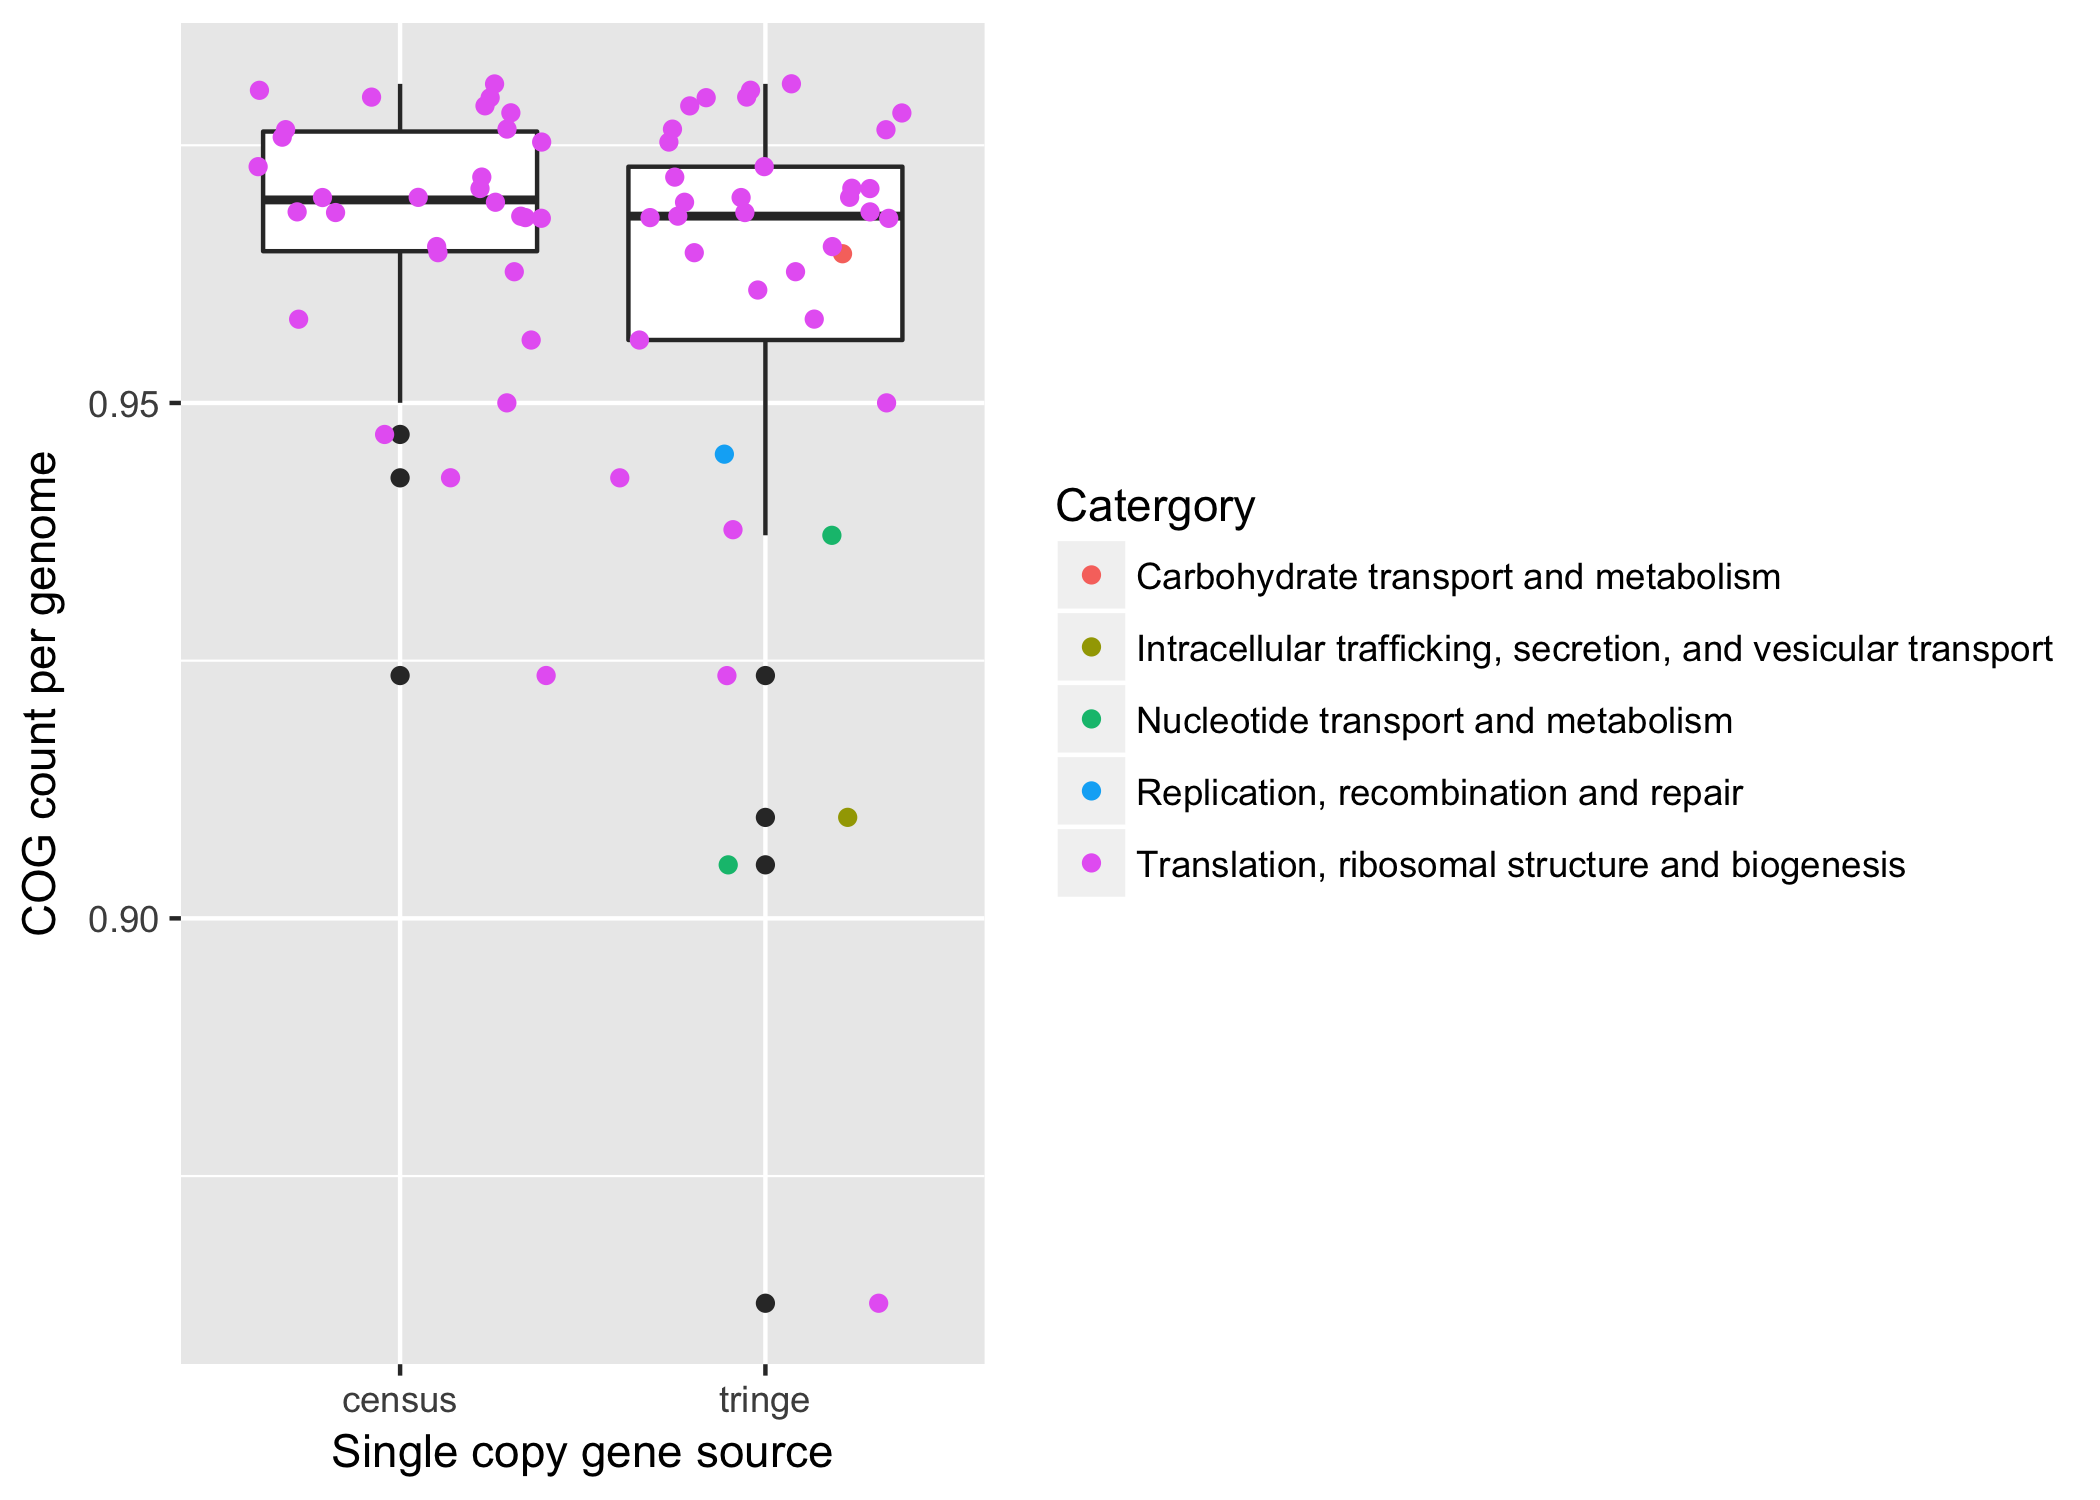 COG count per genome
0.95
0.90
census
tringe
Single copy gene source
Catergory
Carbohydrate transport and metabolism
Intracellular trafficking, secretion, and vesicular transport
Nucleotide transport and metabolism
Replication, recombination and repair
Translation, ribosomal structure and biogenesis